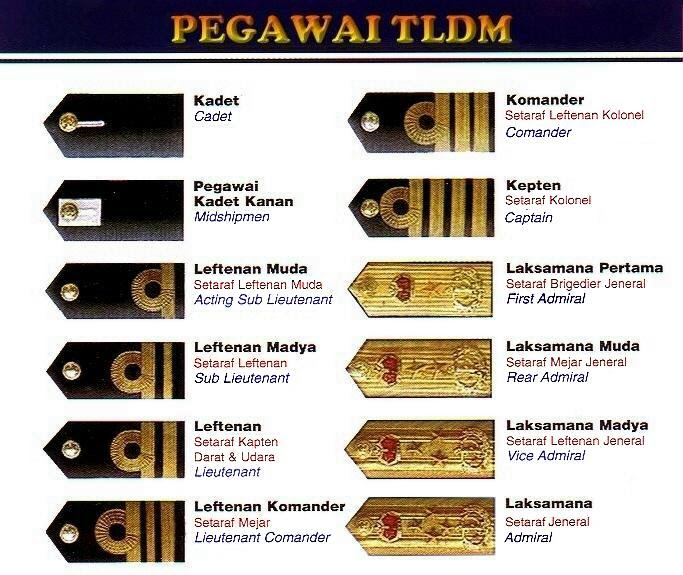 PEGAWAI TLDM
Kadet
Cadet
Pegawai
Kadet Kanan
Midshipmen
Leftenan Muda
Setaraf Leftenan Muda
Acting Sub Lieutenant
Leftenan Madya
Setaraf Leftenan
Sub Lieutenant
Leftenan
Setaraf Kapten
Darat & Udara
Lieutenant
Leftenan Komander
Setaraf Mejar
Lieutenant Comander
Komander
Setaraf Leftenan Kolonel
Comander
Kepten
Setaraf Kolonel
Captain
Laksamana Pertama
Setaraf Brigedier Jeneral
First Admiral
Laksamana Muda
Setaraf Mejar Jeneral
Rear Admiral
Laksamana Madya
Setaraf Leftenan Jeneral
Vice Admiral
Laksamana
Setaraf Jeneral
Admiral